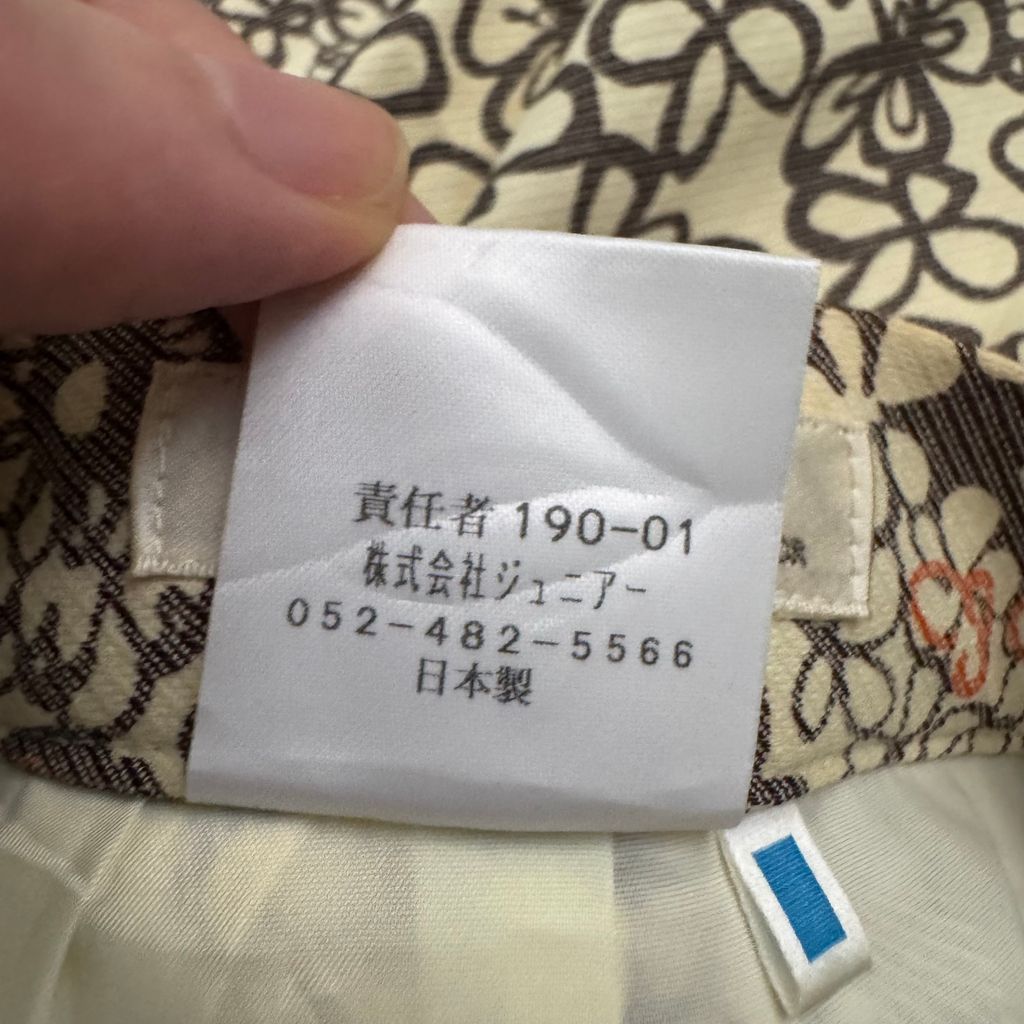 責任者 190-01
株式会社ジュニアー
052-482-5566
日本製